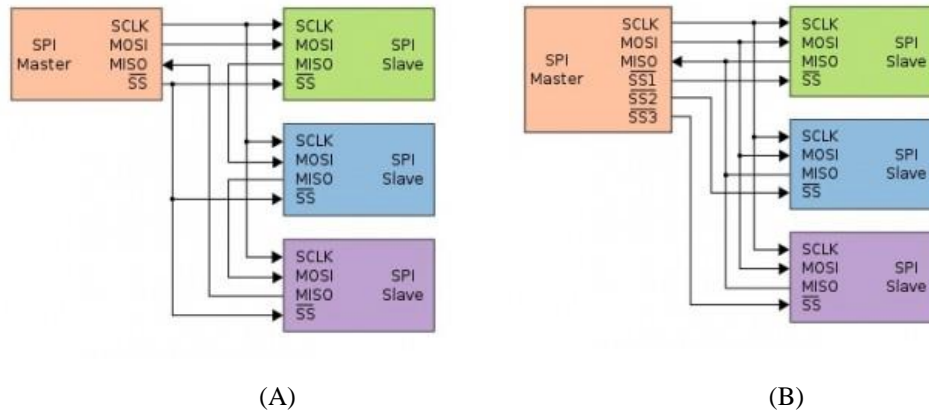 SPI
Master
SCLK
MOSI
MISO
SS
SCLK
MOSI
MISO
SS
SPI
Slave
SCLK
MOSI
MISO
SS
SPI
Slave
SCLK
MOSI
MISO
SS
SPI
Slave
(A)
SPI
Master
SCLK
MOSI
MISO
SS1
SS2
SS3
SCLK
MOSI
MISO
SS
SPI
Slave
SCLK
MOSI
MISO
SS
SPI
Slave
SCLK
MOSI
MISO
SS
SPI
Slave
(B)